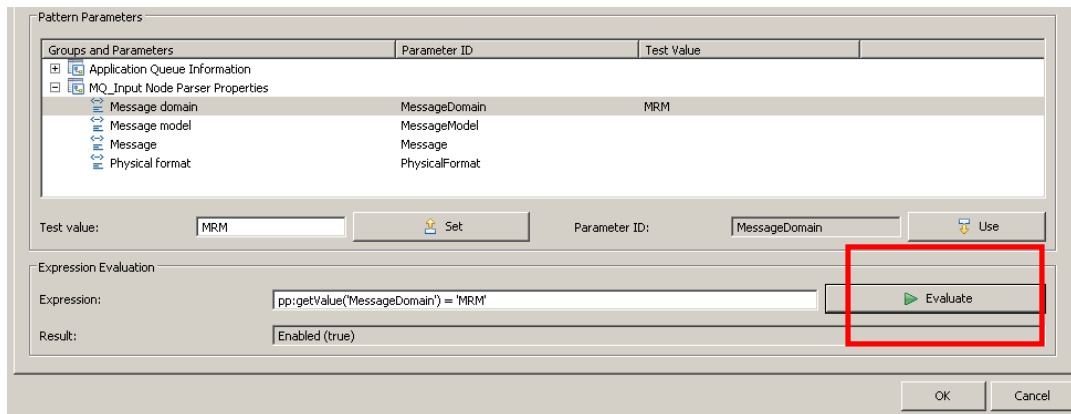 Pattern Parameters
Groups and Parameters Parameter ID Test Value
Application Queue Information
MQ_Input Node Parser Properties
Message domain MessageDomain MRM
Message model MessageModel
Message Message
Physical format PhysicalFormat
Test value: MRM Set Parameter ID: MessageDomain Use
Expression Evaluation
Expression: pp:getValue('MessageDomain') = 'MRM' Evaluate
Result: Enabled (true)
OK Cancel